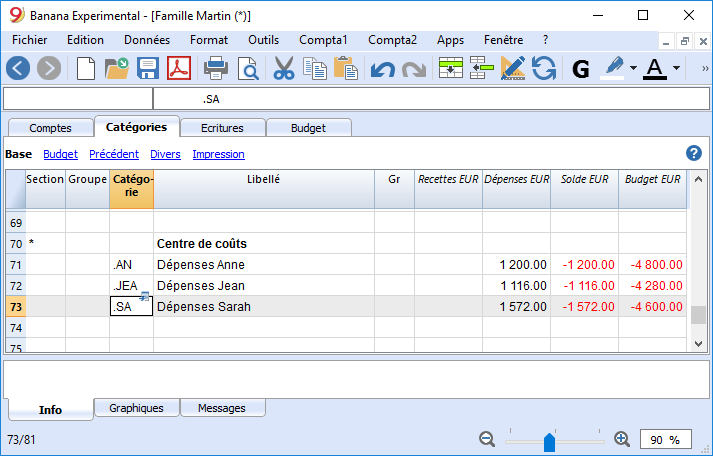 Banana Experimental - [Famille Martin (*)]
Fichier Edition Données Format Outils Compta1 Compta2 Apps Fenêtre ?
G A »
.SA
Comptes Catégories Ecritures Budget
Base Budget Précédent Divers Impression ?
Section Groupe Catégo-rie Libellé Gr Recettes EUR Dépenses EUR Solde EUR Budget EUR
69
70 * Centre de coûts
71 .AN Dépenses Anne 1 200.00 -1 200.00 -4 800.00
72 .JEA Dépenses Jean 1 116.00 -1 116.00 -4 280.00
73 .SA Dépenses Sarah 1 572.00 -1 572.00 -4 600.00
74
75
Info Graphiques Messages
73/81 90 %